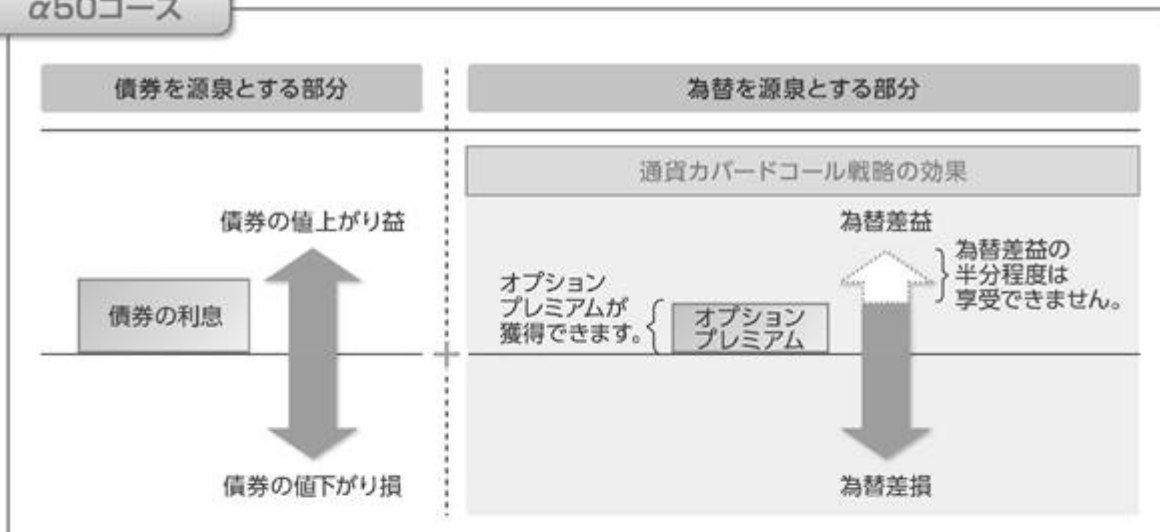 α50コース
債券を源泉とする部分
為替を源泉とする部分
通貨カバードコール戦略の効果
債券の値上がり益
債券の利息
債券の値下がり損
為替差益
オプション
プレミアムが
獲得できます。
オプション
プレミアム
為替差益の
半分程度は
享受できません。
為替差損